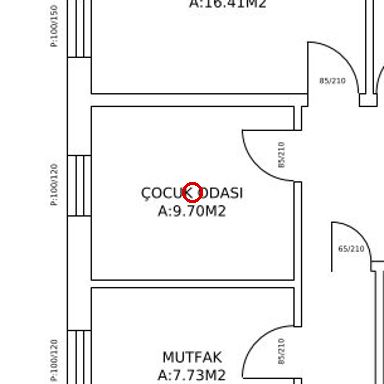 A:16.41M2
P:100/150
85/210
85/210
P:100/120
ÇOCUK ODASI
A:9.70M2
65/210
MUTFAK
A:7.73M2
85/210
P:100/120